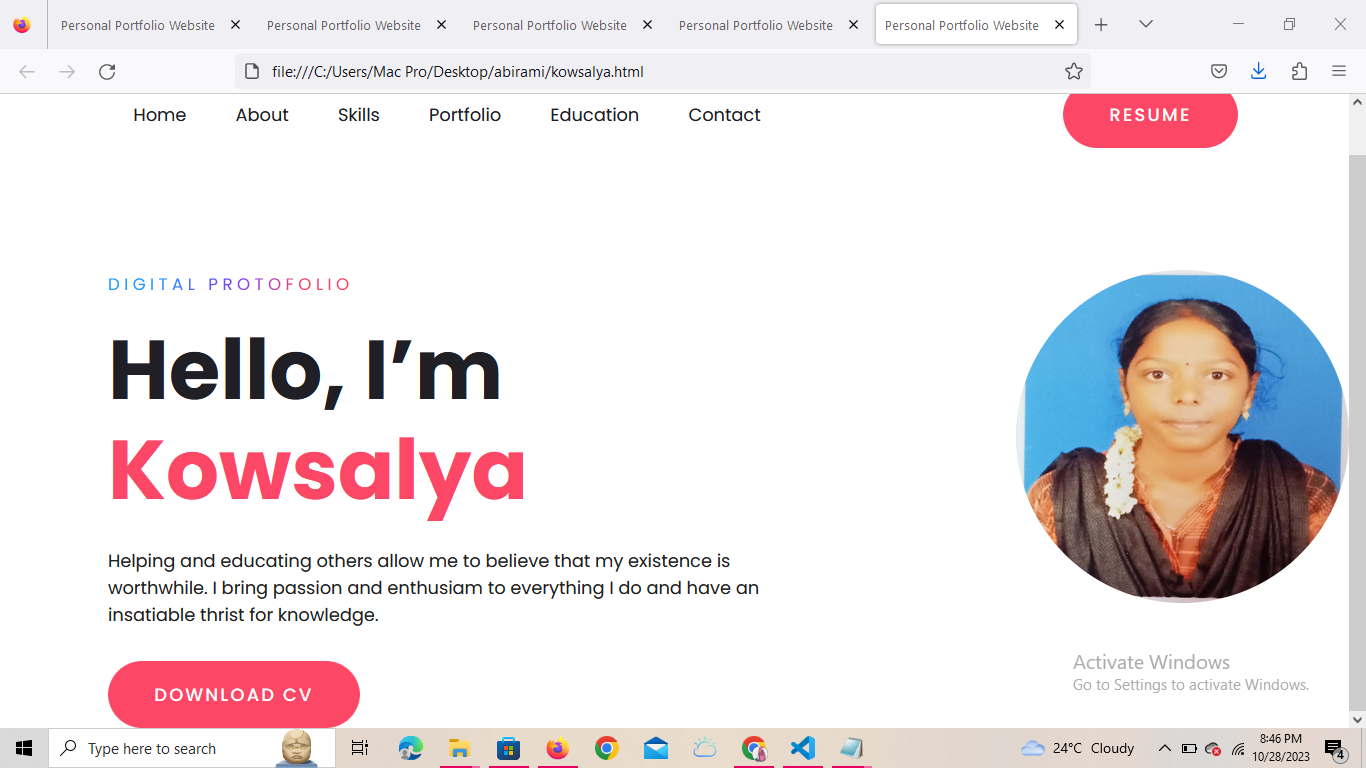 Personal Portfolio Website
Personal Portfolio Website
Personal Portfolio Website
Personal Portfolio Website
Personal Portfolio Website
file:///C:/Users/Mac Pro/Desktop/abirami/kowsalya.html
Home About Skills Portfolio Education Contact RESUME
DIGITAL PROTOFOLIO
Hello, I’m
Kowsalya
Helping and educating others allow me to believe that my existence is
worthwhile. I bring passion and enthusiam to everything I do and have an
insatiable thrist for knowledge.
DOWNLOAD CV
Activate Windows
Go to Settings to activate Windows.
Type here to search
24°C Cloudy
8:46 PM
10/28/2023
4